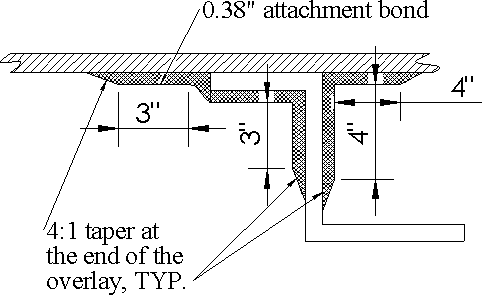 0.38" attachment bond
3"
3"
4"
4"
4:1 taper at
the end of the
overlay, TYP.